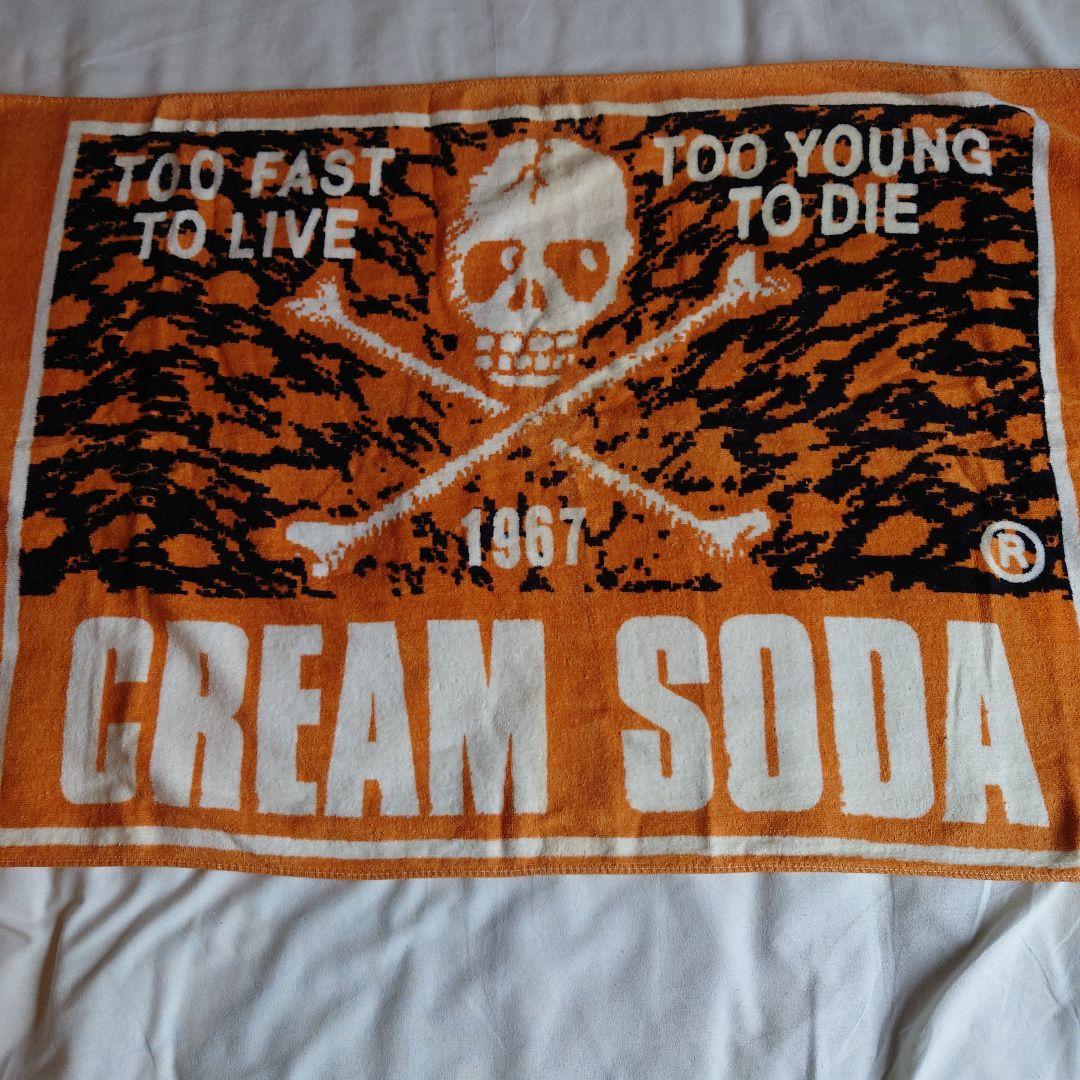 TOO FAST
TO LIVE
TOO YOUNG
TO DIE
1967
®
CREAM SODA